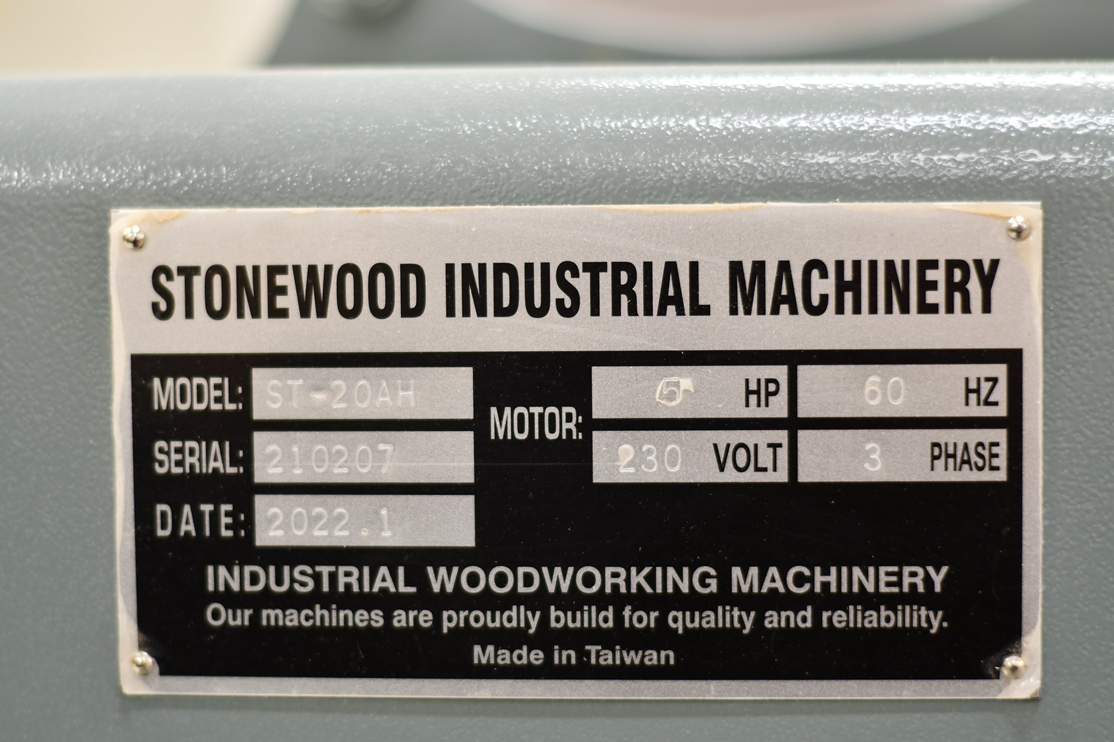 STONEWOOD INDUSTRIAL MACHINERY
MODEL: ST-20AH
SERIAL: 210207
DATE: 2022.1
MOTOR: 5 HP 60 HZ
230 VOLT 3 PHASE
INDUSTRIAL WOODWORKING MACHINERY
Our machines are proudly build for quality and reliability.
Made in Taiwan